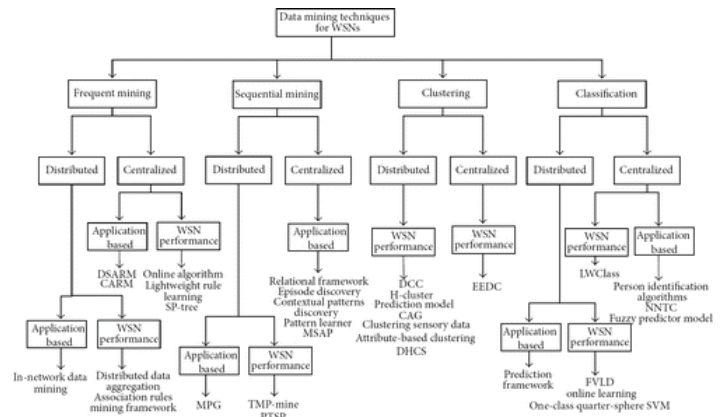 Data mining techniques
for WSNs
Frequent mining
Sequential mining
Clustering
Classification
Distributed
Centralized
Distributed
Centralized
Distributed
Centralized
Distributed
Centralized
Application
based
WSN
performance
Application
based
WSN
performance
WSN
performance
WSN
performance
Application
based
DSARM
CARM
Online algorithm
Lightweight rule
learning
SP-tree
Relational framework
Episode discovery
Contextual patterns
discovery
Pattern learner
MSAP
DCC
H-cluster
Prediction model
CAG
Clustering sensory data
Attribute-based clustering
DHCS
EEDC
LWClass
Person identification
algorithms
NNTC
Fuzzy predictor model
Application
based
WSN
performance
Application
based
WSN
performance
Application
based
WSN
performance
In-network data
mining
Distributed data
aggregation
Association rules
mining framework
MPG
TMP-mine
PTSP
Prediction
framework
FVLD
online learning
One-class quarter-sphere SVM